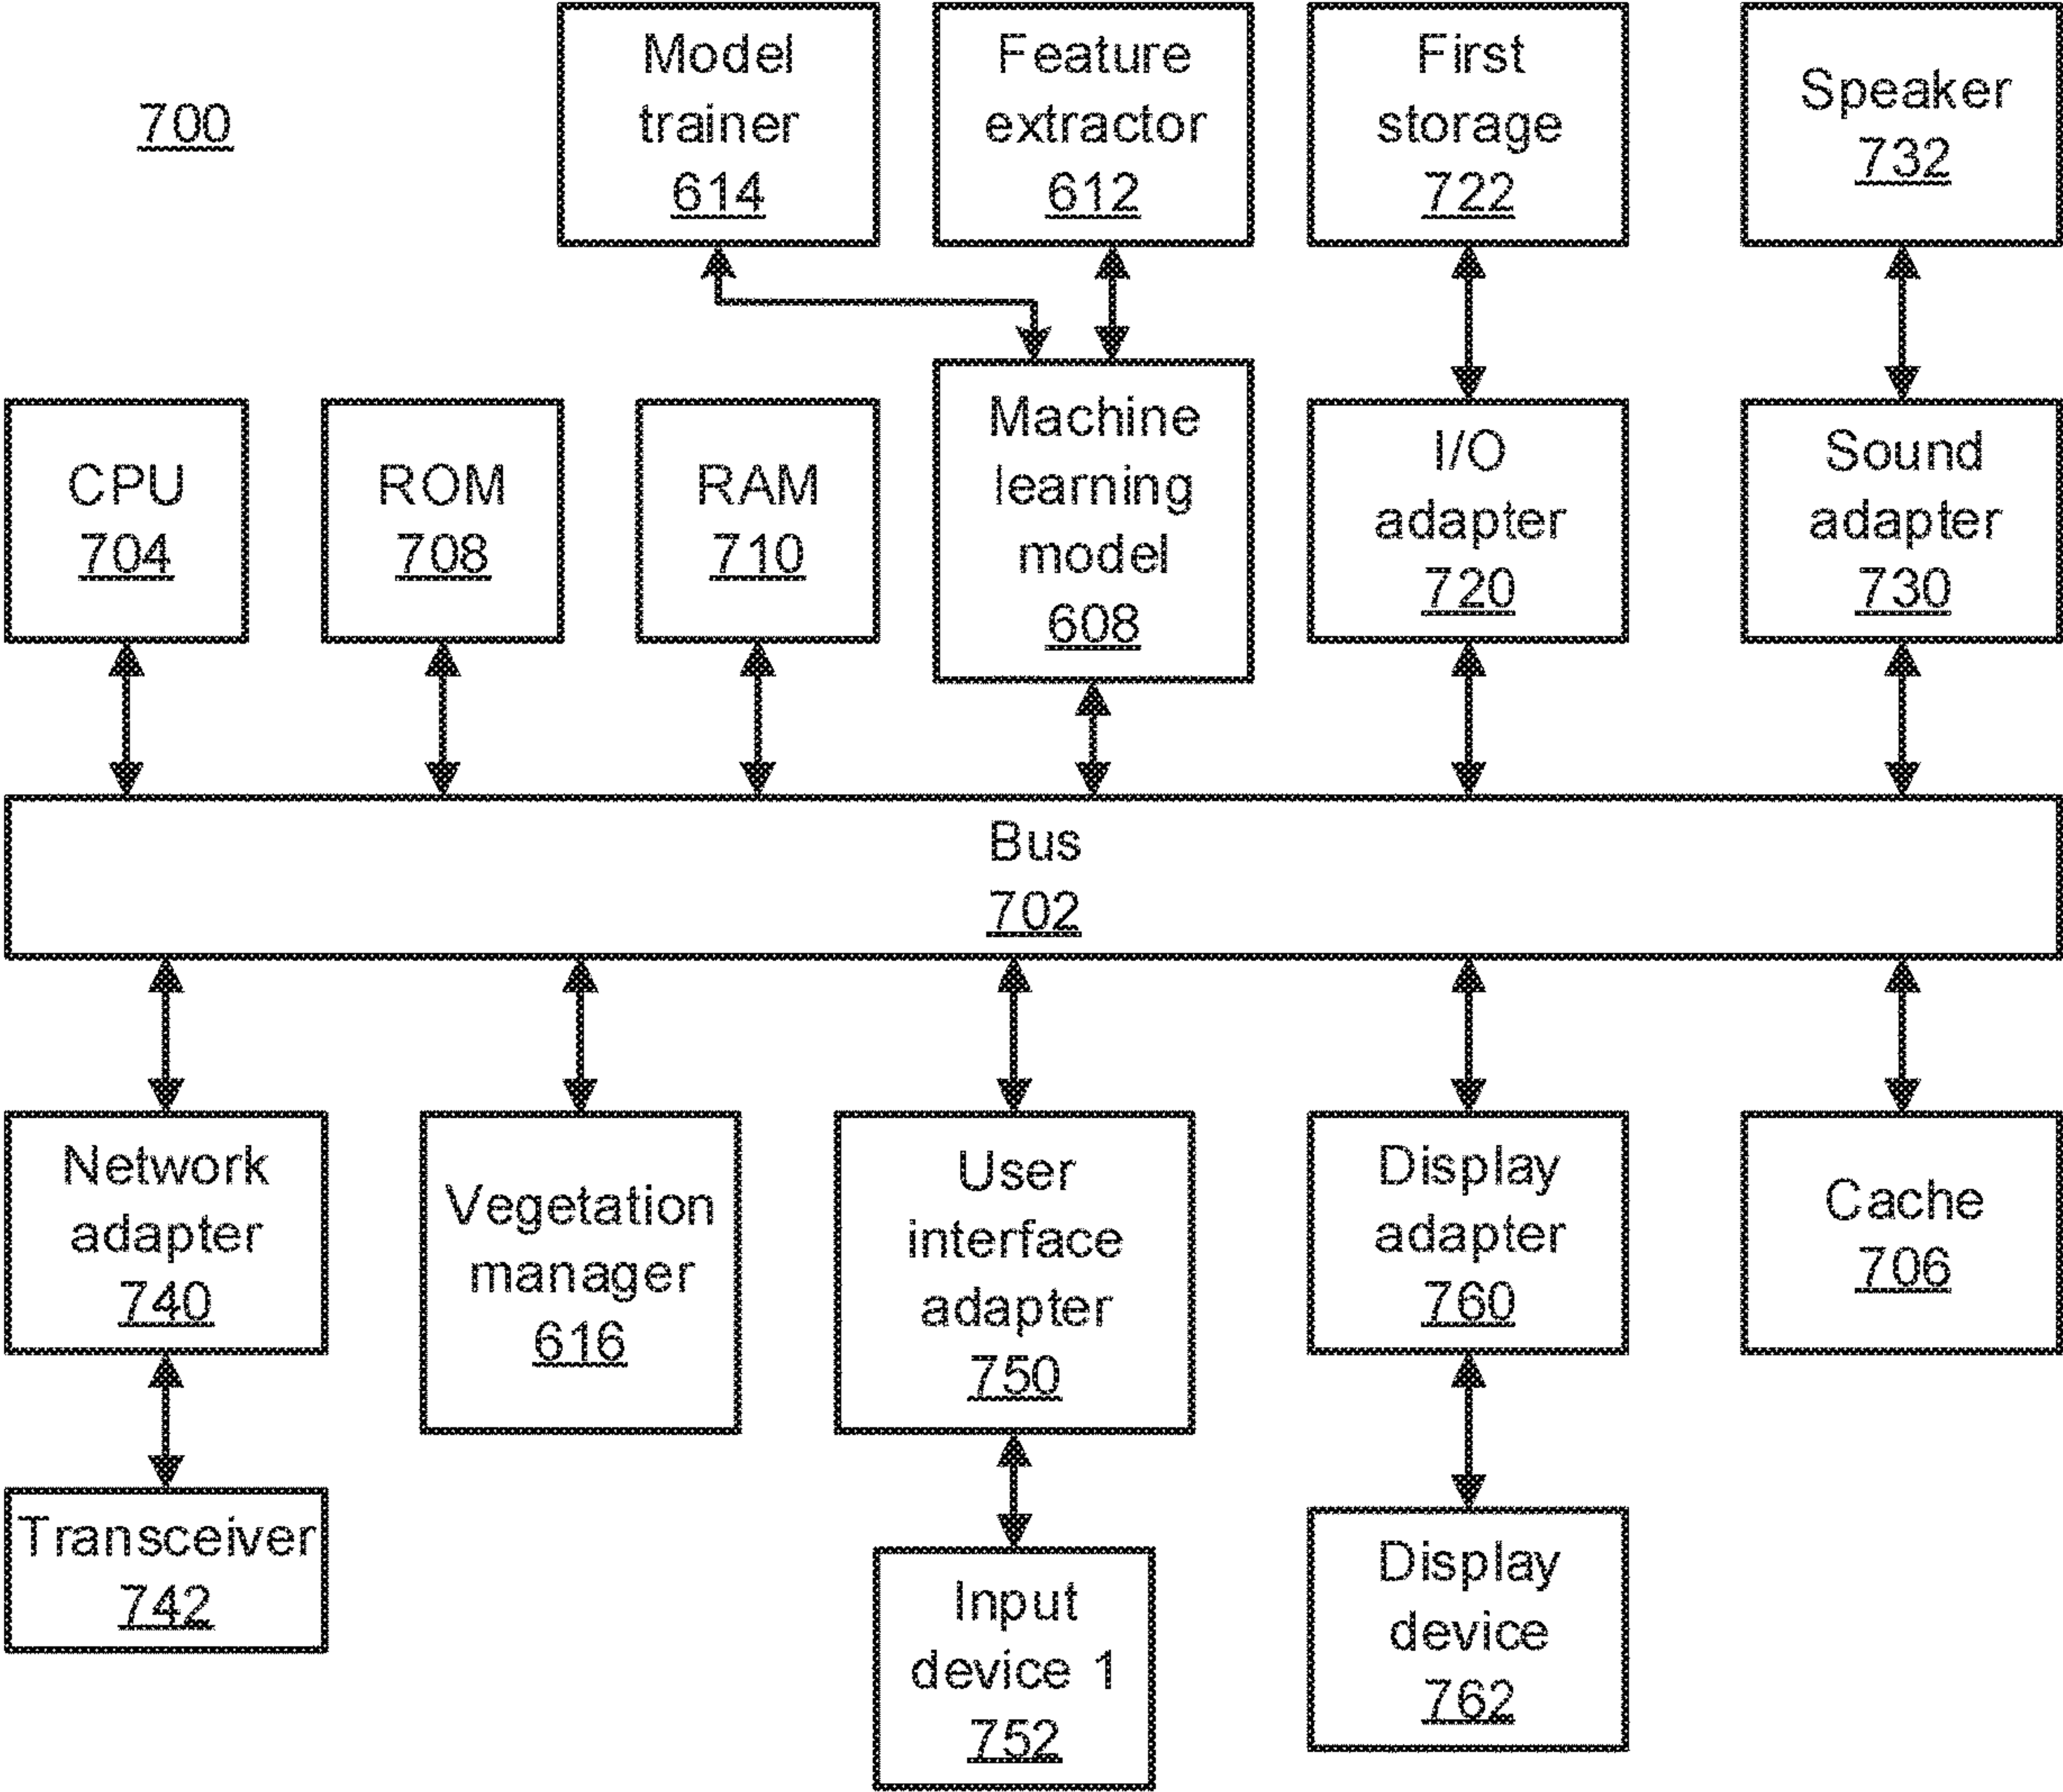 700
Model
trainer
614
Feature
extractor
612
First
storage
722
Speaker
732
CPU
704
ROM
708
RAM
710
Machine
learning
model
608
I/O
adapter
720
Sound
adapter
730
Bus
702
Network
adapter
740
Vegetation
manager
616
User
interface
adapter
750
Display
adapter
760
Cache
706
Transceiver
742
Input
device 1
752
Display
device
762